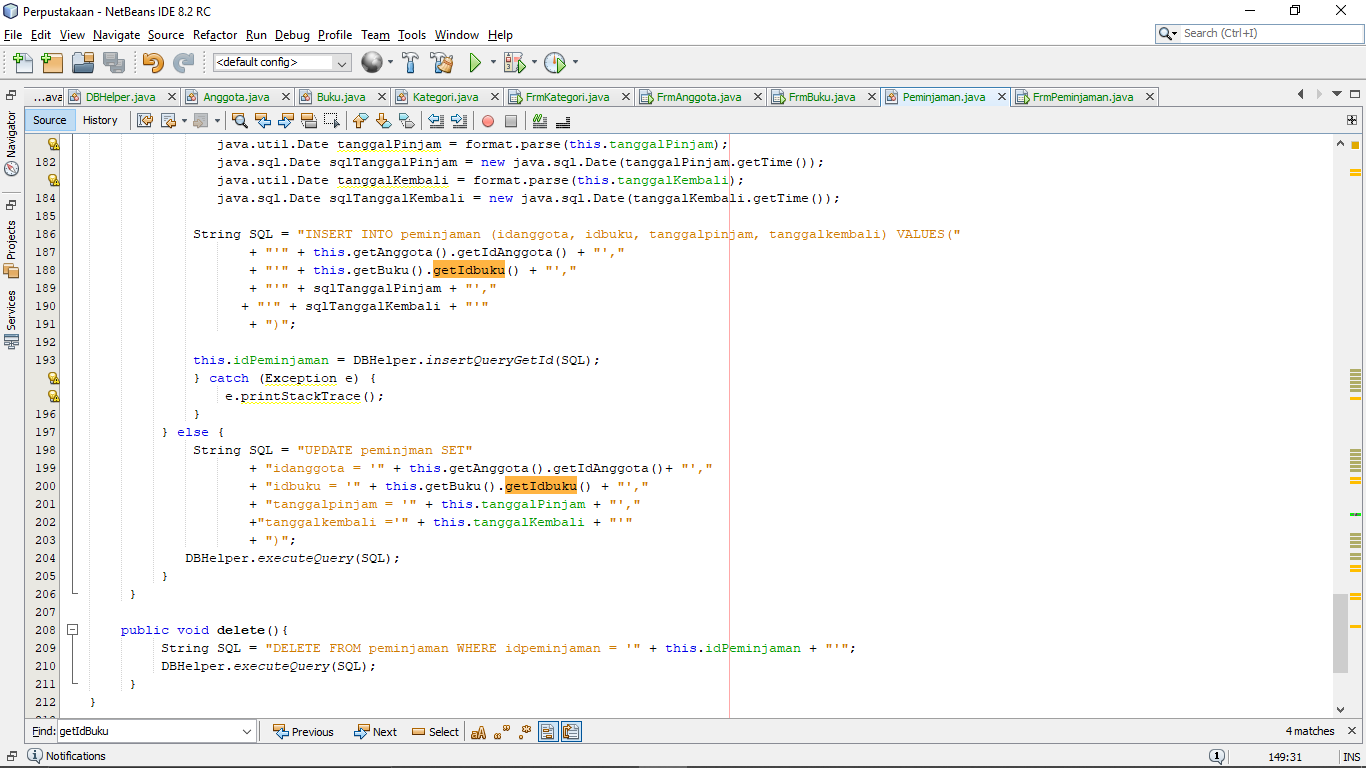 Perpustakaan - NetBeans IDE 8.2 RC
File Edit View Navigate Source Refactor Run Debug Profile Team Tools Window Help
Search (Ctrl+I)
<default config>
...ava DBHelper.java Anggota.java Buku.java Kategori.java FrmKategori.java FrmAnggota.java FrmBuku.java Peminjaman.java FrmPeminjaman.java
Source History
Navigator
Projects
Services
java.util.Date tanggalPinjam = format.parse(this.tanggalPinjam);
182 java.sql.Date sqlTanggalPinjam = new java.sql.Date(tanggalPinjam.getTime());
java.util.Date tanggalKembali = format.parse(this.tanggalKembali);
184 java.sql.Date sqlTanggalKembali = new java.sql.Date(tanggalKembali.getTime());
185
186 String SQL = "INSERT INTO peminjaman (idanggota, idbuku, tanggalpinjam, tanggalkembali) VALUES("
187 + "'" + this.getAnggota().getIdAnggota() + "',"
188 + "'" + this.getBuku().getIdbuku() + "',"
189 + "'" + sqlTanggalPinjam + "',"
190 + "'" + sqlTanggalKembali + "'"
191 + ")";
192
193 this.idPeminjaman = DBHelper.insertQueryGetId(SQL);
} catch (Exception e) {
e.printStackTrace();
196 }
197 } else {
198 String SQL = "UPDATE peminjman SET"
199 + "idanggota = '" + this.getAnggota().getIdAnggota()+ "',"
200 + "idbuku = '" + this.getBuku().getIdbuku() + "',"
201 + "tanggalpinjam = '" + this.tanggalPinjam + "',"
202 +"tanggalkembali ='" + this.tanggalKembali + "'"
203 + ")";
204 DBHelper.executeQuery(SQL);
205 }
206 }
207
208 public void delete(){
209 String SQL = "DELETE FROM peminjaman WHERE idpeminjaman = '" + this.idPeminjaman + "'";
210 DBHelper.executeQuery(SQL);
211 }
212 }
Find: getIdBuku Previous Next Select aA 4 matches
Notifications 1 149:31 INS